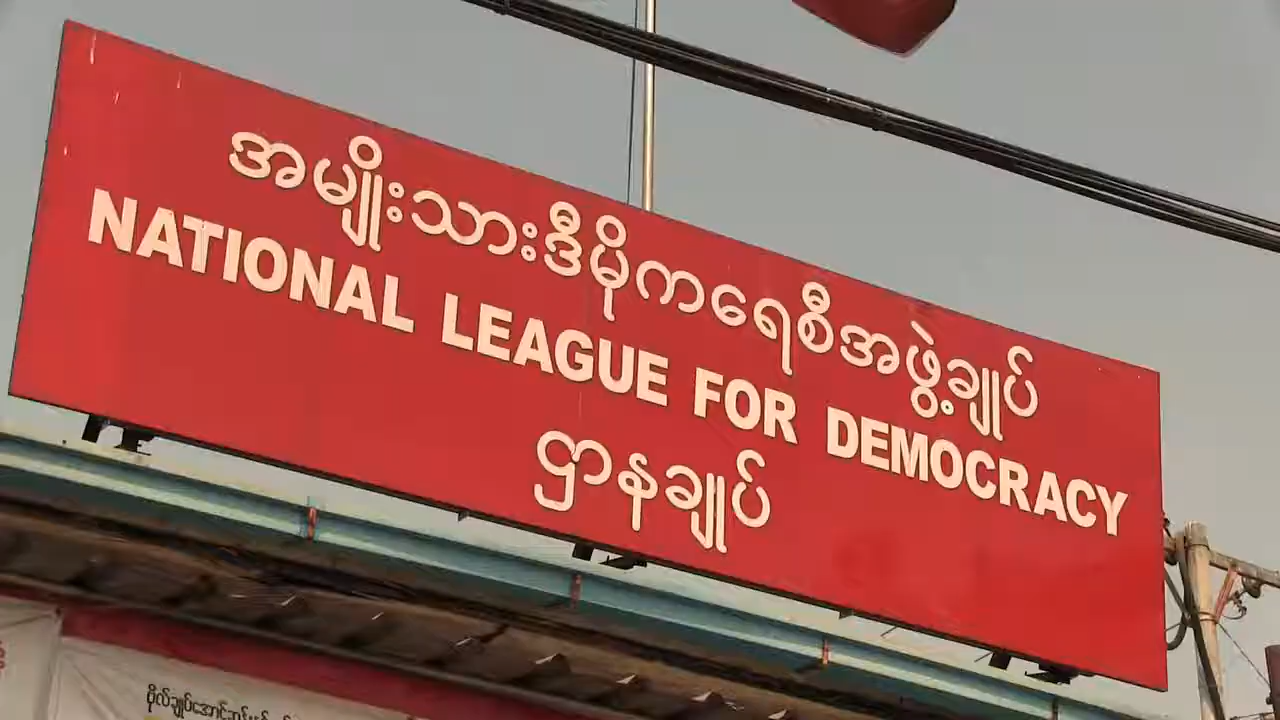 အမျိုးသားဒီမိုကရေစီအဖွဲ့ချုပ်
NATIONAL LEAGUE FOR DEMOCRACY
ဌာနချုပ်